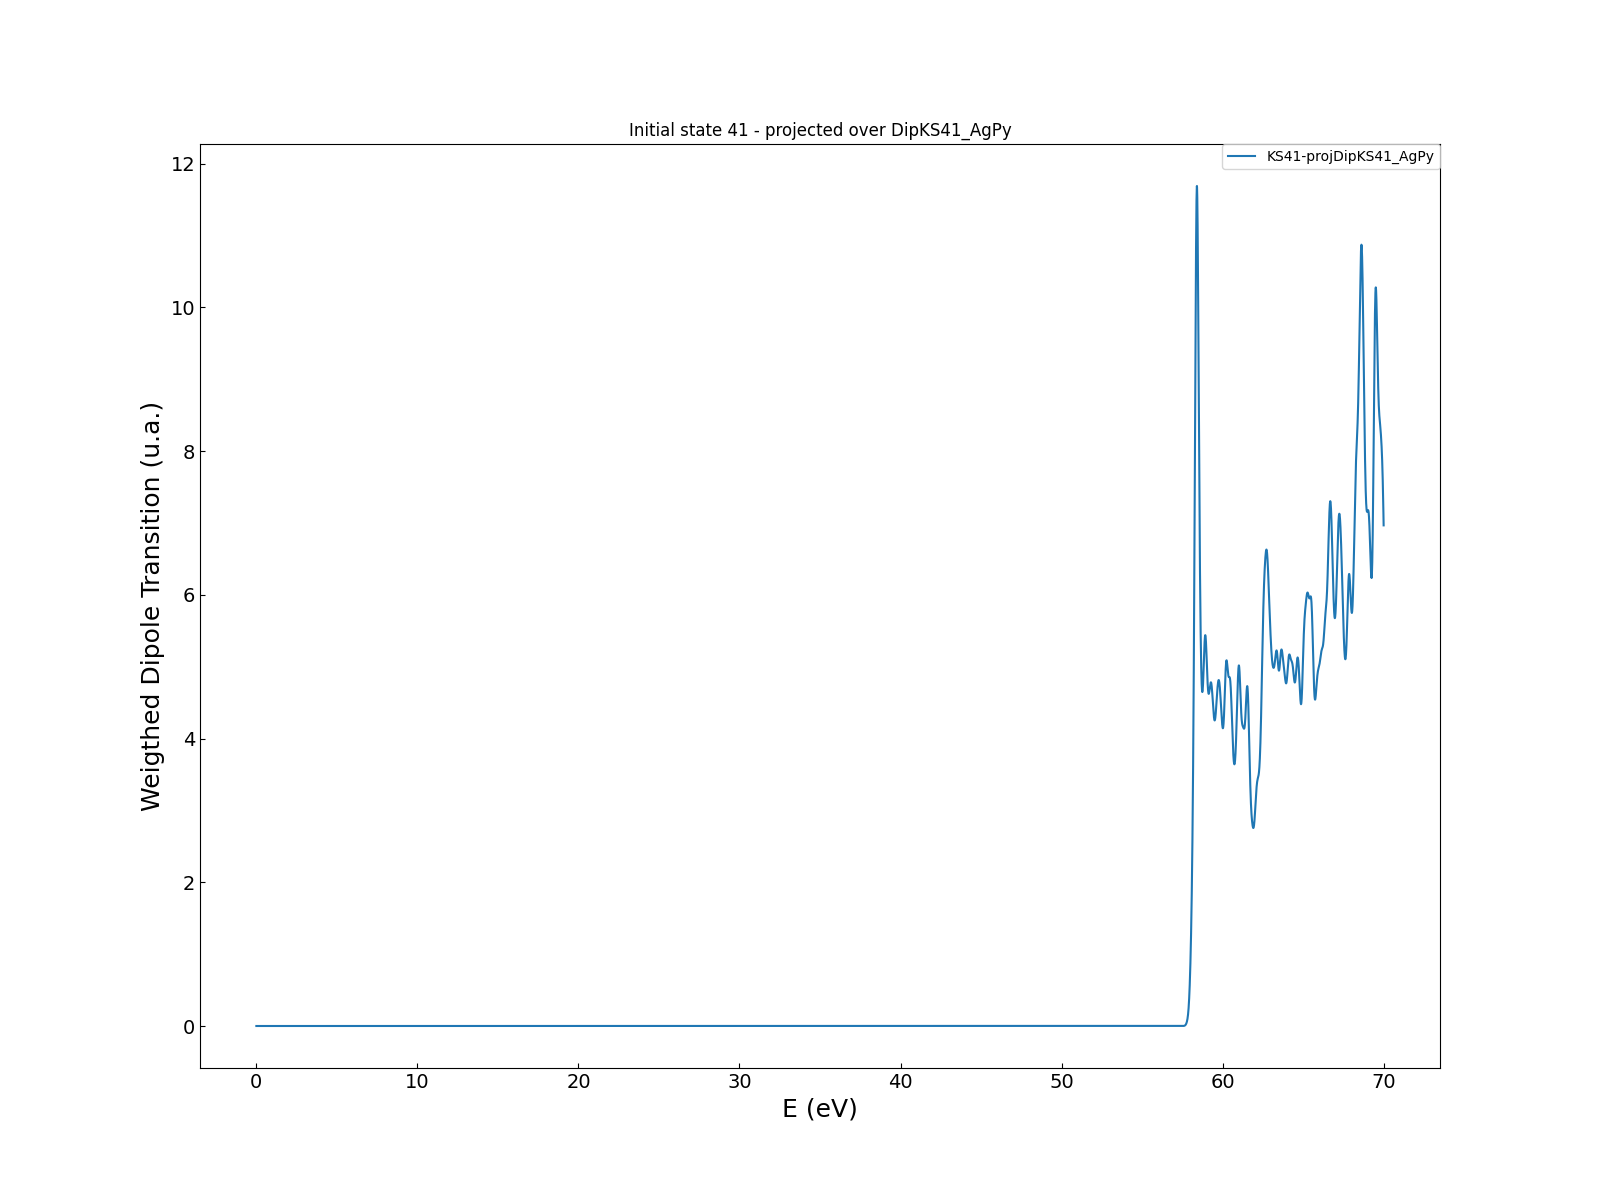 Initial state 41 - projected over DipKS41_AgPy
KS41-projDipKS41_AgPy
Weigthed Dipole Transition (u.a.)
12
10
8
6
4
2
0
0 10 20 30 40 50 60 70
E (eV)